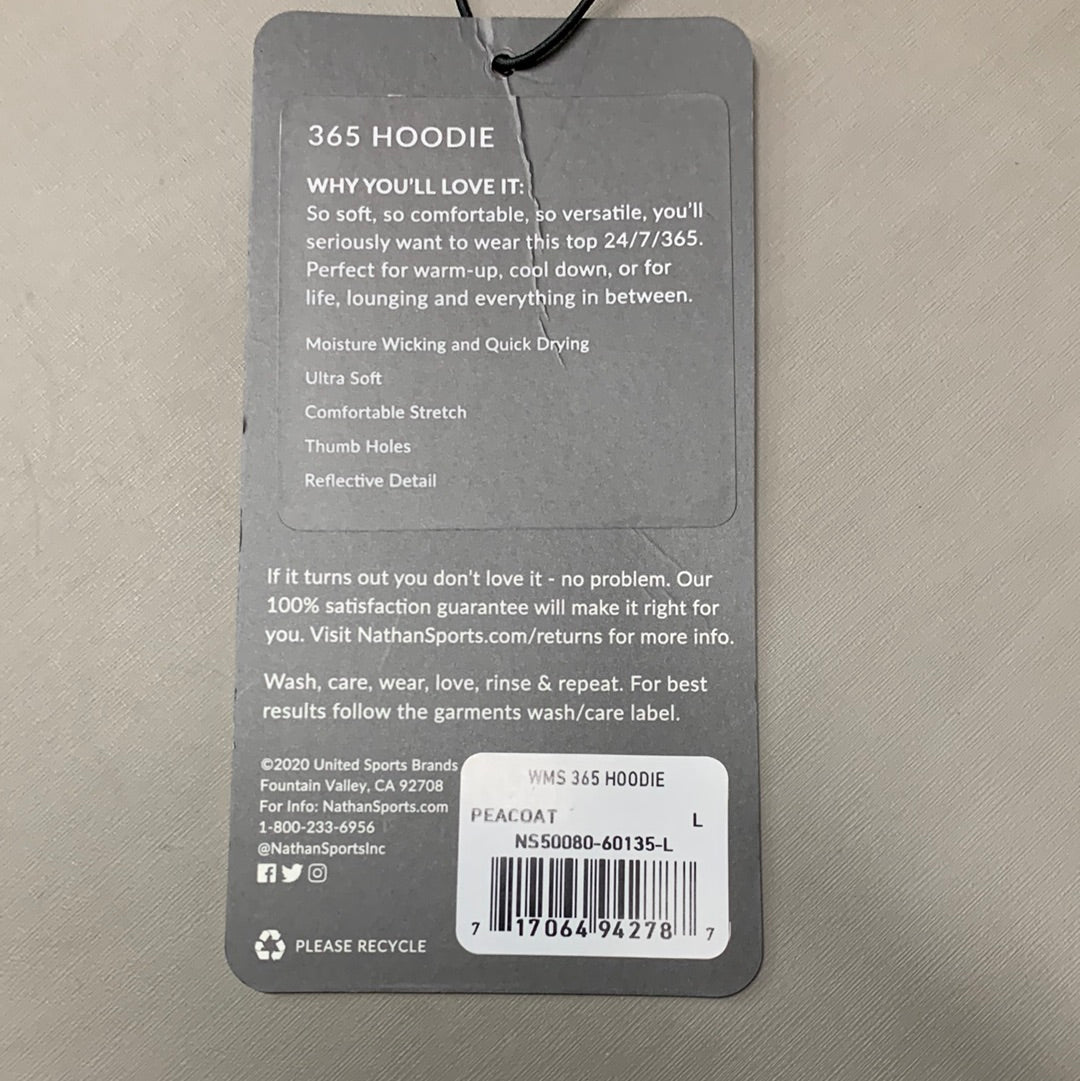 365 HOODIE
WHY YOU'LL LOVE IT:
So soft, so comfortable, so versatile, you'll
seriously want to wear this top 24/7/365.
Perfect for warm-up, cool down, or for
life, lounging and everything in between.
Moisture Wicking and Quick Drying
Ultra Soft
Comfortable Stretch
Thumb Holes
Reflective Detail
If it turns out you don't love it - no problem. Our
100% satisfaction guarantee will make it right for
you. Visit NathanSports.com/returns for more info.
Wash, care, wear, love, rinse & repeat. For best
results follow the garments wash/care label.
©2020 United Sports Brands
Fountain Valley, CA 92708
For Info: NathanSports.com
1-800-233-6956
@NathanSportsInc
PLEASE RECYCLE
WMS 365 HOODIE
PEACOAT L
NS50080-60135-L
7 17064 94278 7